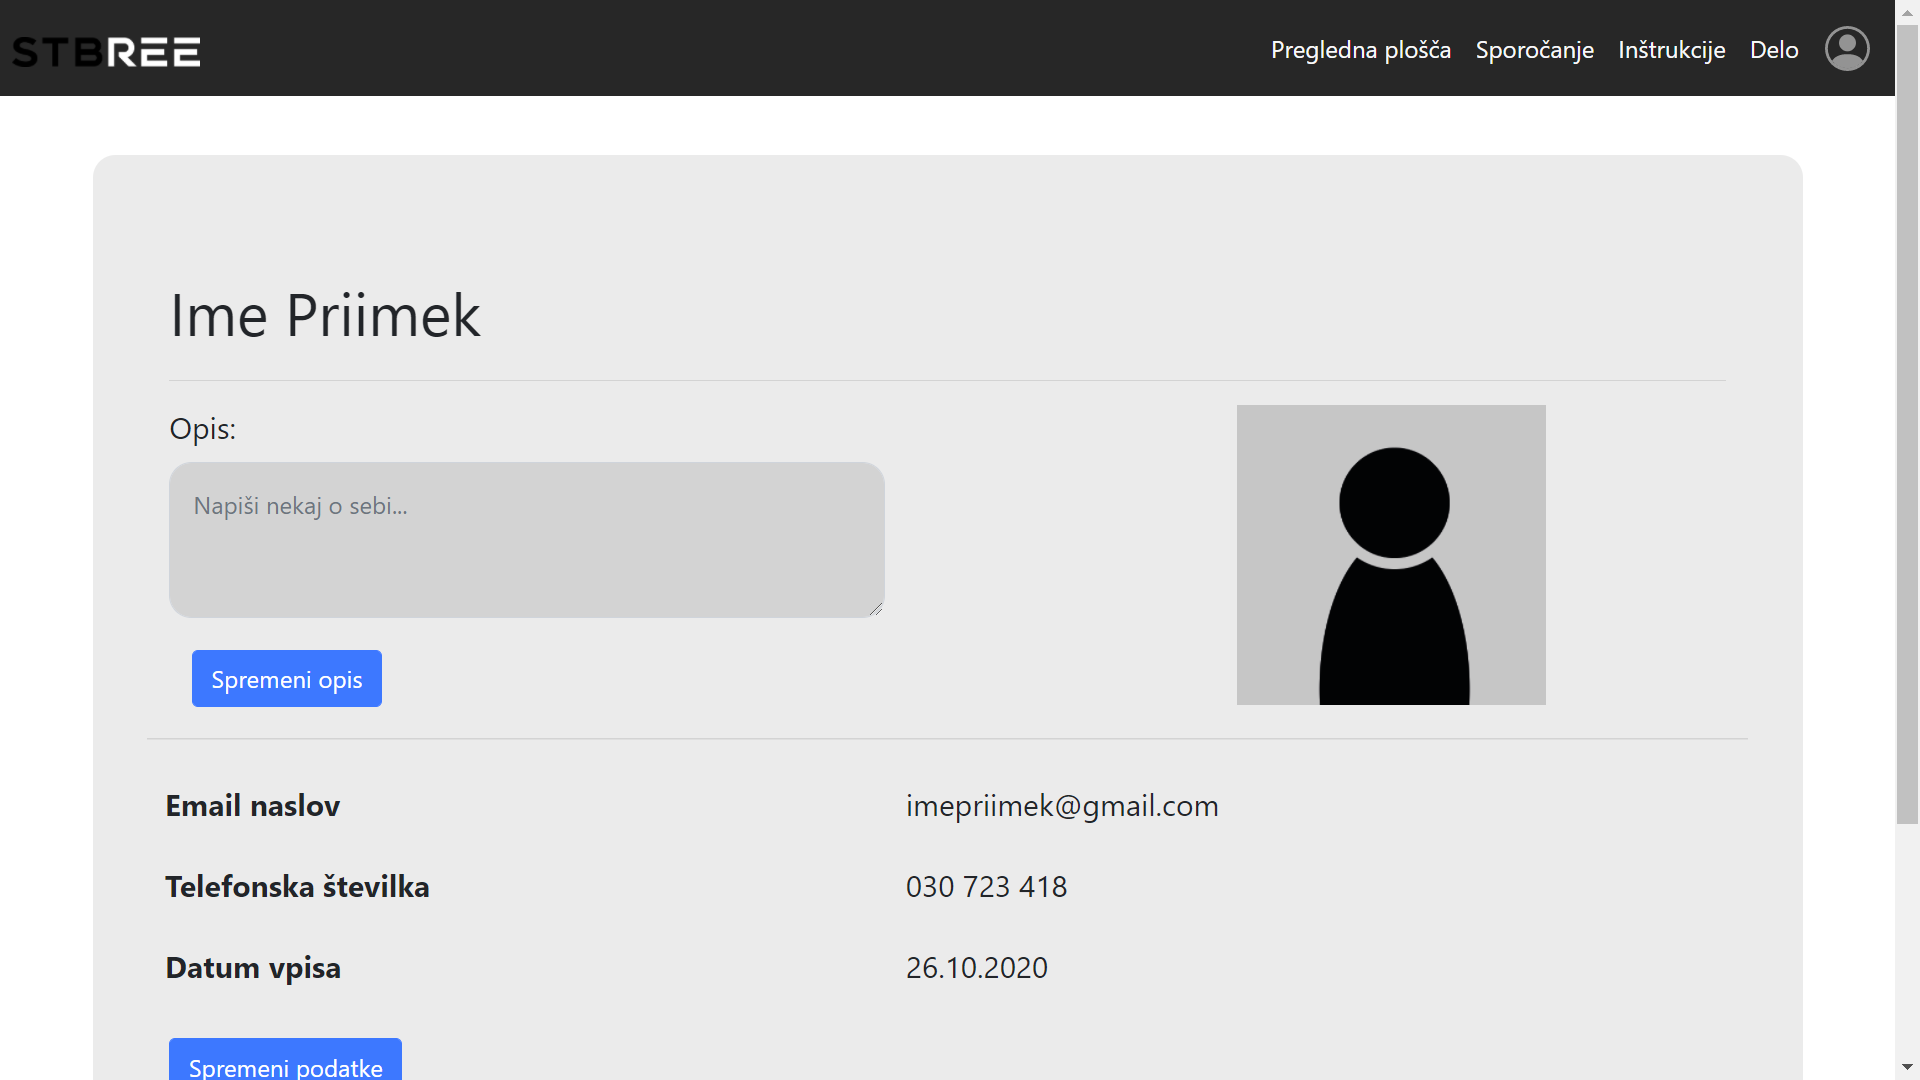 STBREE
Pregledna plošča Sporočanje Inštrukcije Delo
Ime Priimek
Opis:
Napiši nekaj o sebi...
Spremeni opis
Email naslov imepriimek@gmail.com
Telefonska številka 030 723 418
Datum vpisa 26.10.2020
Spremeni podatke